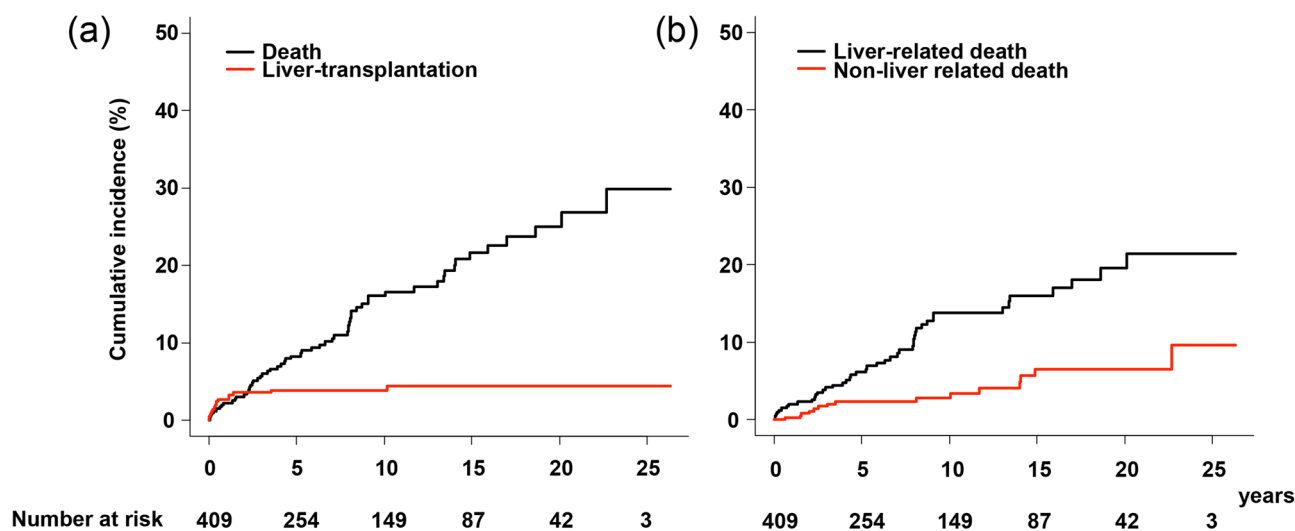 (a)
Cumulative incidence (%)
50
40
30
20
10
0
Death
Liver-transplantation
0 5 10 15 20 25
Number at risk 409 254 149 87 42 3
(b)
50
40
30
20
10
0
Liver-related death
Non-liver related death
0 5 10 15 20 25
years
409 254 149 87 42 3